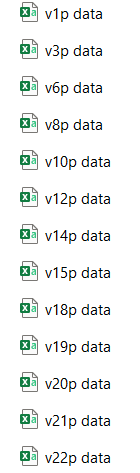 v1p data
v3p data
v6p data
v8p data
v10p data
v12p data
v14p data
v15p data
v18p data
v19p data
v20p data
v21p data
v22p data